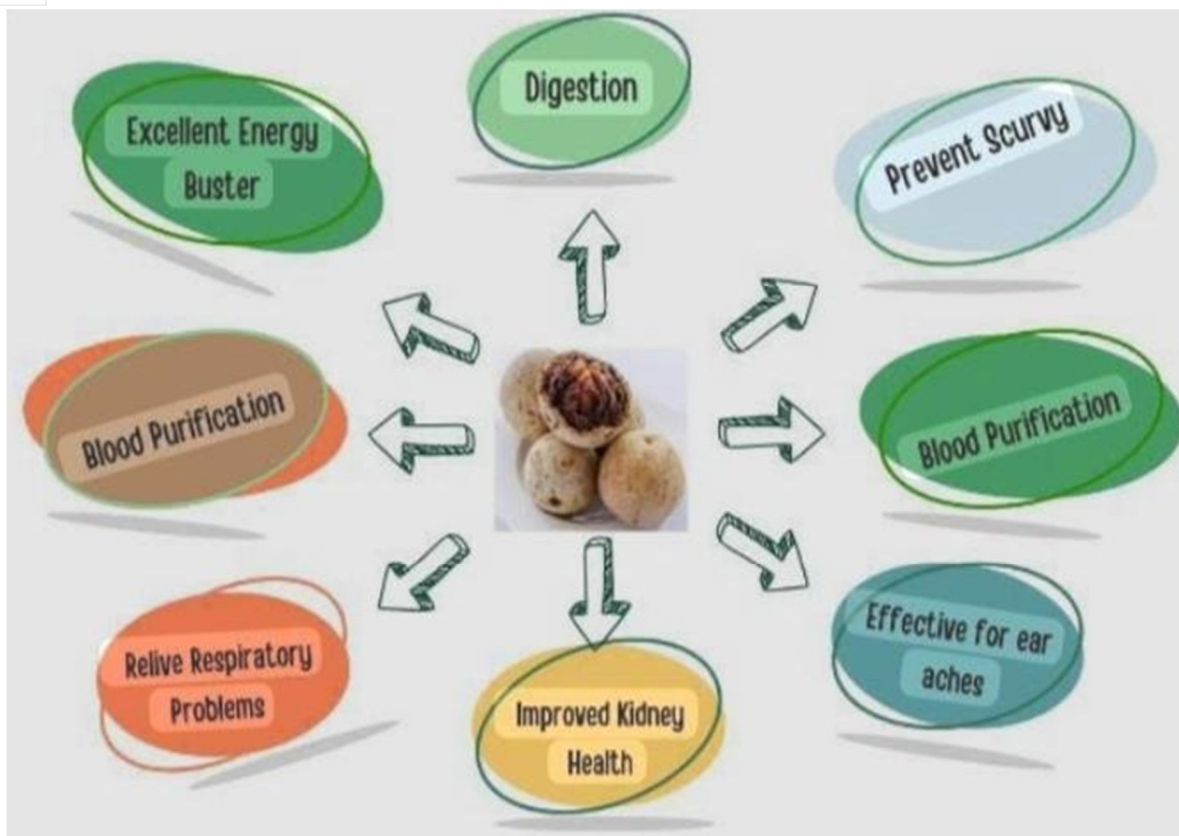 Digestion
Excellent Energy
Buster
Prevent Scurvy
Blood Purification
Blood Purification
Relive Respiratory
Problems
Effective for ear
aches
Improved Kidney
Health